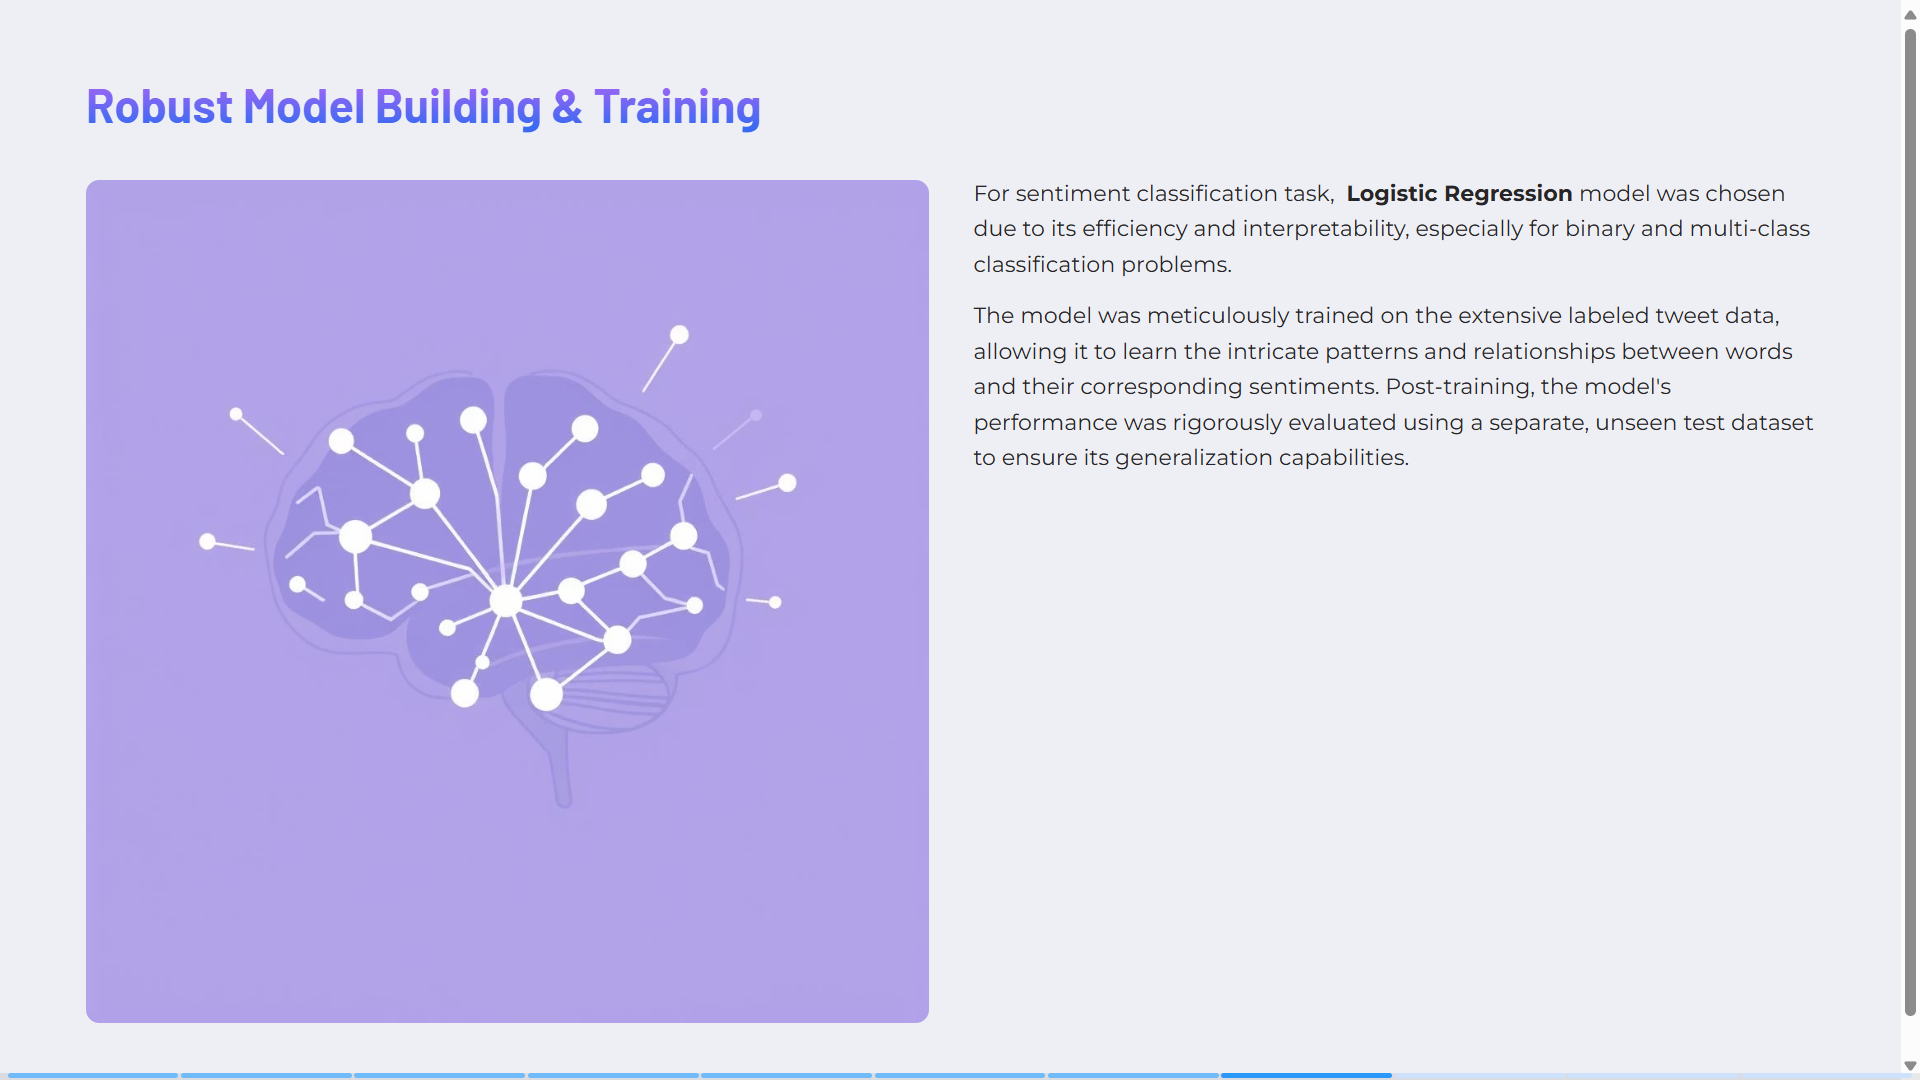 Robust Model Building & Training
For sentiment classification task,  Logistic Regression model was chosen
due to its efficiency and interpretability, especially for binary and multi-class
classification problems.
The model was meticulously trained on the extensive labeled tweet data,
allowing it to learn the intricate patterns and relationships between words
and their corresponding sentiments. Post-training, the model's
performance was rigorously evaluated using a separate, unseen test dataset
to ensure its generalization capabilities.